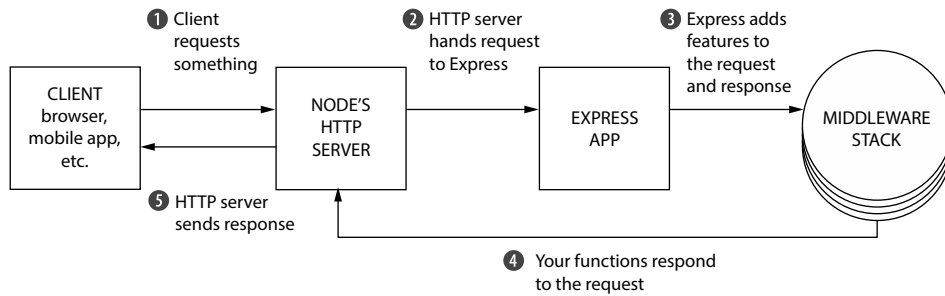 1 Client
requests
something
2 HTTP server
hands request
to Express
3 Express adds
features to
the request
and response
CLIENT
browser,
mobile app,
etc.
NODE'S
HTTP
SERVER
EXPRESS
APP
MIDDLEWARE
STACK
5 HTTP server
sends response
4 Your functions respond
to the request